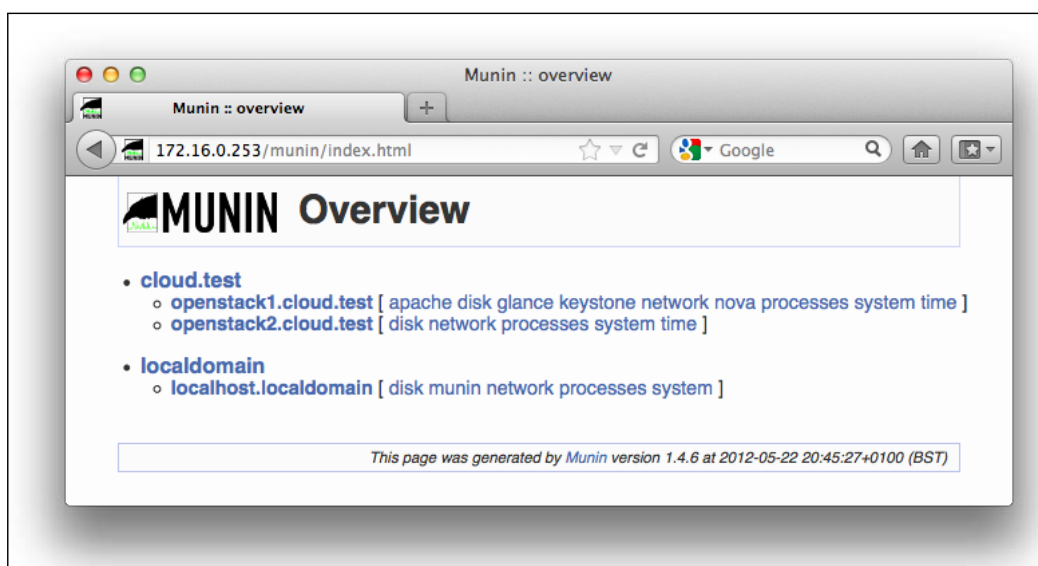 Munin :: overview
Munin :: overview
172.16.0.253/munin/index.html Google
MUNIN Overview
cloud.test
openstack1.cloud.test [ apache disk glance keystone network nova processes system time ]
openstack2.cloud.test [ disk network processes system time ]
localdomain
localhost.localdomain [ disk munin network processes system ]
This page was generated by Munin version 1.4.6 at 2012-05-22 20:45:27+0100 (BST)